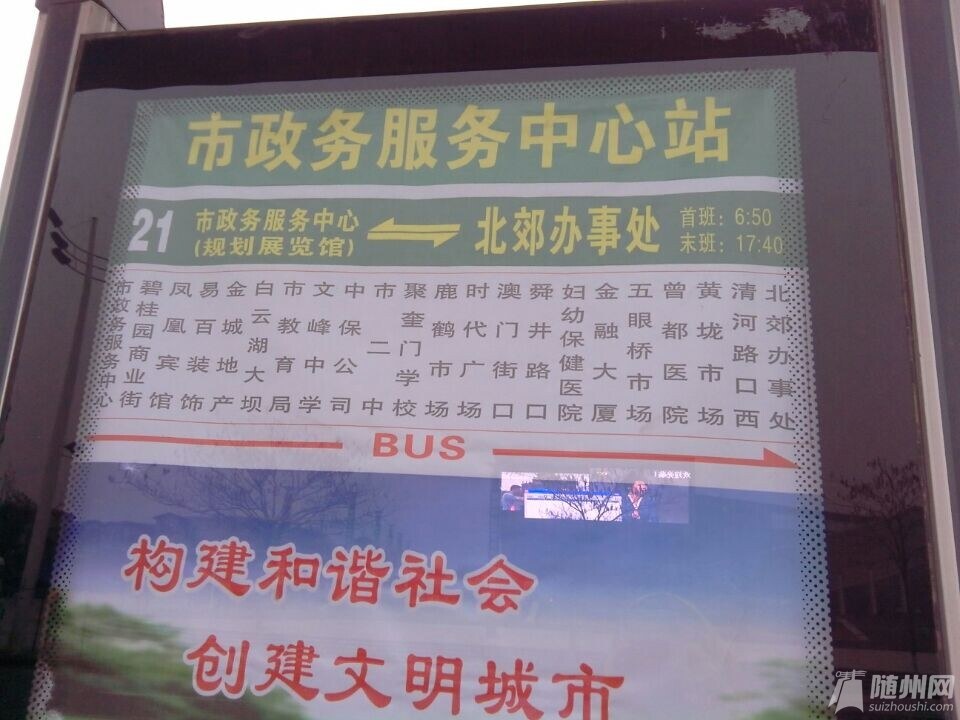 市政务服务中心站
21 市政务服务中心 (规划展览馆) 北郊办事处 首班：6:50 末班：17:40
市政务服务中心
碧桂园商业街
凤凰宾馆
易百装饰
金城地产
白云湖大坝
市教育局
文峰中学
中保公司
市二中
聚奎门学校
鹿鹤市场
时代广场
澳门街口
舜井路口
妇幼保健医院
金融大厦
五眼桥市场
曾都医院
黄垅市场
清河路口西
北郊办事处
BUS
构建和谐社会
创建文明城市
随州网
suizhoushi.com